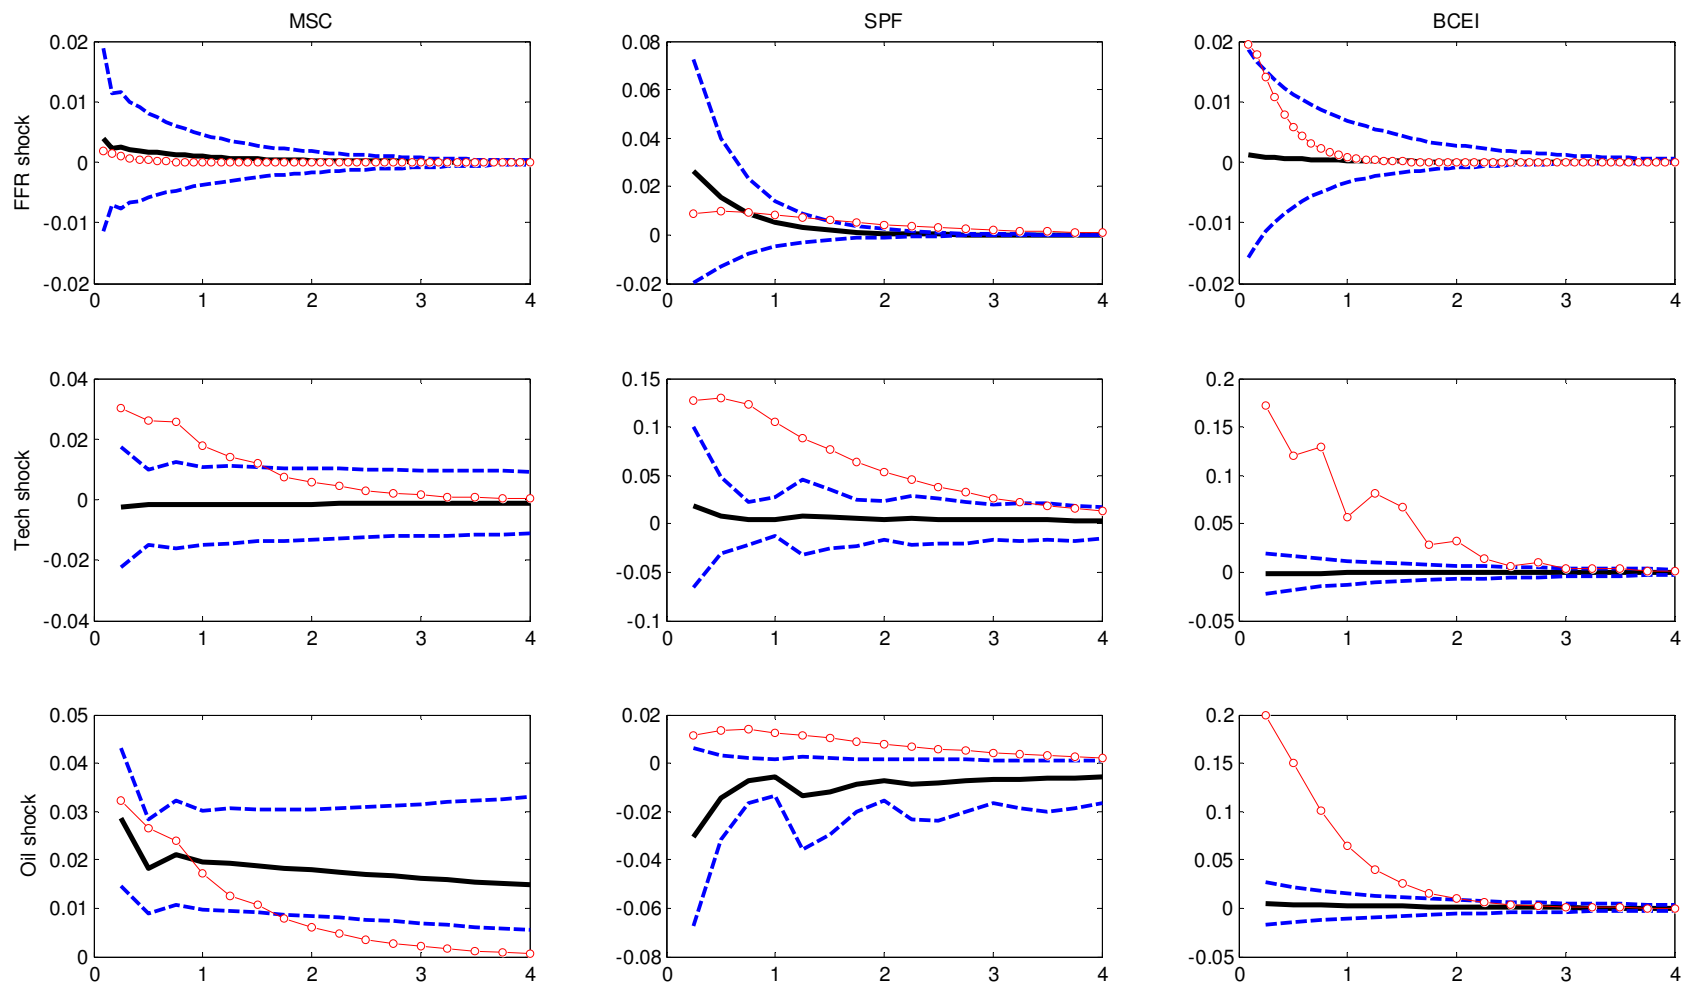 MSC SPF BCEI
FFR shock
0.02 0.01 0 -0.01 -0.02
0 1 2 3 4
0.08 0.06 0.04 0.02 0 -0.02
0 1 2 3 4
0.02 0.01 0 -0.01 -0.02
0 1 2 3 4
Tech shock
0.04 0.02 0 -0.02 -0.04
0 1 2 3 4
0.15 0.1 0.05 0 -0.05 -0.1
0 1 2 3 4
0.2 0.15 0.1 0.05 0 -0.05
0 1 2 3 4
Oil shock
0.05 0.04 0.03 0.02 0.01 0
0 1 2 3 4
0.02 0 -0.02 -0.04 -0.06 -0.08
0 1 2 3 4
0.2 0.15 0.1 0.05 0 -0.05
0 1 2 3 4